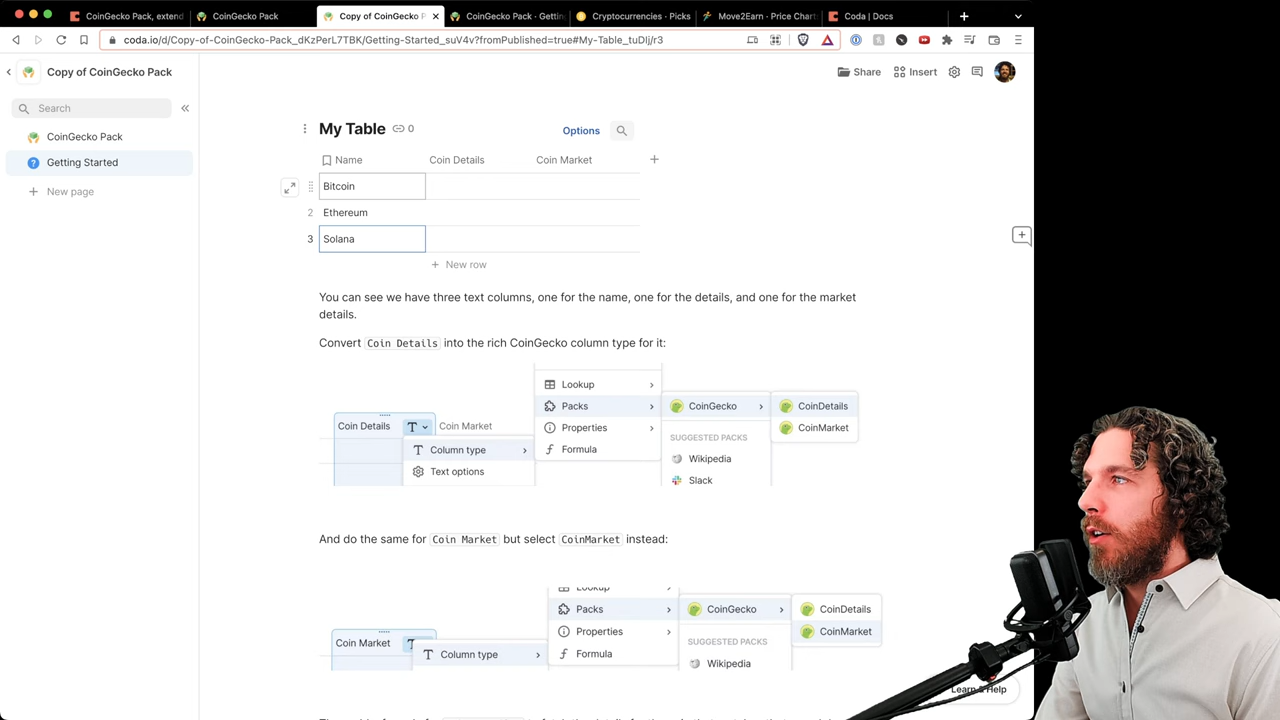 CoinGecko Pack, extend
CoinGecko Pack
Copy of CoinGecko P
CoinGecko Pack · Gettin
Cryptocurrencies · Picks
Move2Earn · Price Chart
Coda | Docs
coda.io/d/Copy-of-CoinGecko-Pack_dKzPerL7TBK/Getting-Started_suV4v?fromPublished=true#My-Table_tuDIj/r3
Copy of CoinGecko Pack
Share
Insert
Search
CoinGecko Pack
Getting Started
New page
My Table
0
Options
Name
Coin Details
Coin Market
Bitcoin
2 Ethereum
3 Solana
New row
You can see we have three text columns, one for the name, one for the details, and one for the market
details.
Convert Coin Details into the rich CoinGecko column type for it:
Lookup
Packs
CoinGecko
CoinDetails
Coin Details
T
Coin Market
Properties
SUGGESTED PACKS
CoinMarket
T Column type
Formula
Wikipedia
Text options
Slack
And do the same for Coin Market but select CoinMarket instead:
Lookup
Packs
CoinGecko
CoinDetails
Properties
SUGGESTED PACKS
CoinMarket
Coin Market
T
T Column type
Formula
Wikipedia
Learn & Help